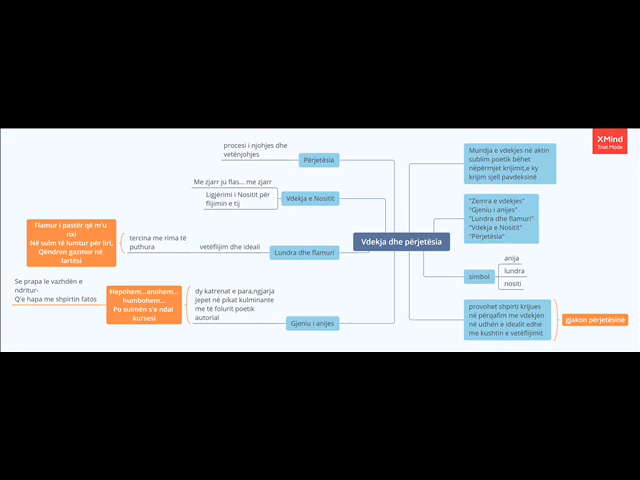 XMind
Trial Mode
procesi i njohjes dhe
vetënjohjes
Përjetësia
Me zjarr ju flas... me zjarr
Ligjërimi i Nositit për
flijimin e tij
Vdekja e Nositit
Flamur i pastër që m'u
nxi
Në suim të lumtur për liri,
Qëndron gazmor në
lartësi
tercina me rima të
puthura
vetëflijim dhe ideali
Lundra dhe flamuri
Se prapa le vazhdën e
ndritur-
Q'e hapa me shpirtin fatos
Hepohem...anohem...
humbohem...
Po sulmën s'e ndal
kursesi
dy katrenat e para,ngjarja
jepet në pikat kulminante
me të folurit poetik
autorial
Gjeniu i anijes
Vdekja dhe përjetësia
Mundja e vdekjes në aktin
sublim poetik bëhet
nëpërmjet krijimit,e ky
krijim sjell pavdeksinë
"Zemra e vdekjes"
"Gjeniu i anijes"
"Lundra dhe flamuri"
"Vdekja e Nositit"
"Përjetësia"
simbol
anija
lundra
nositi
provohet shpirti krijues
në përqafim me vdekjen
në udhën e idealit edhe
me kushtin e vetëflijimit
gjakon përjetësinë